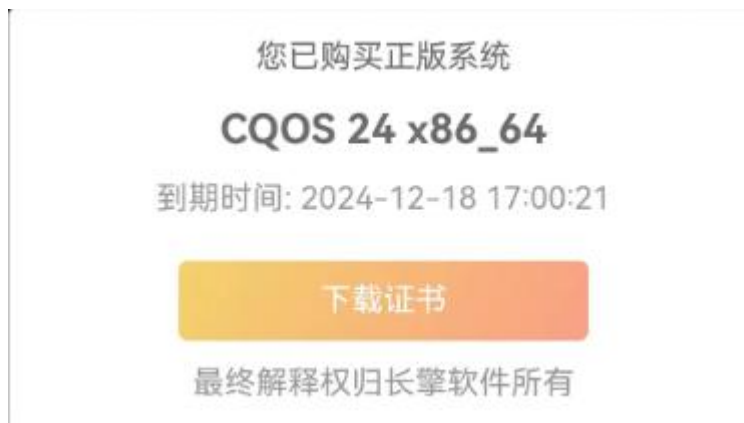 您已购买正版系统
CQOS 24 x86_64
到期时间: 2024-12-18 17:00:21
下载证书
最终解释权归长擎软件所有